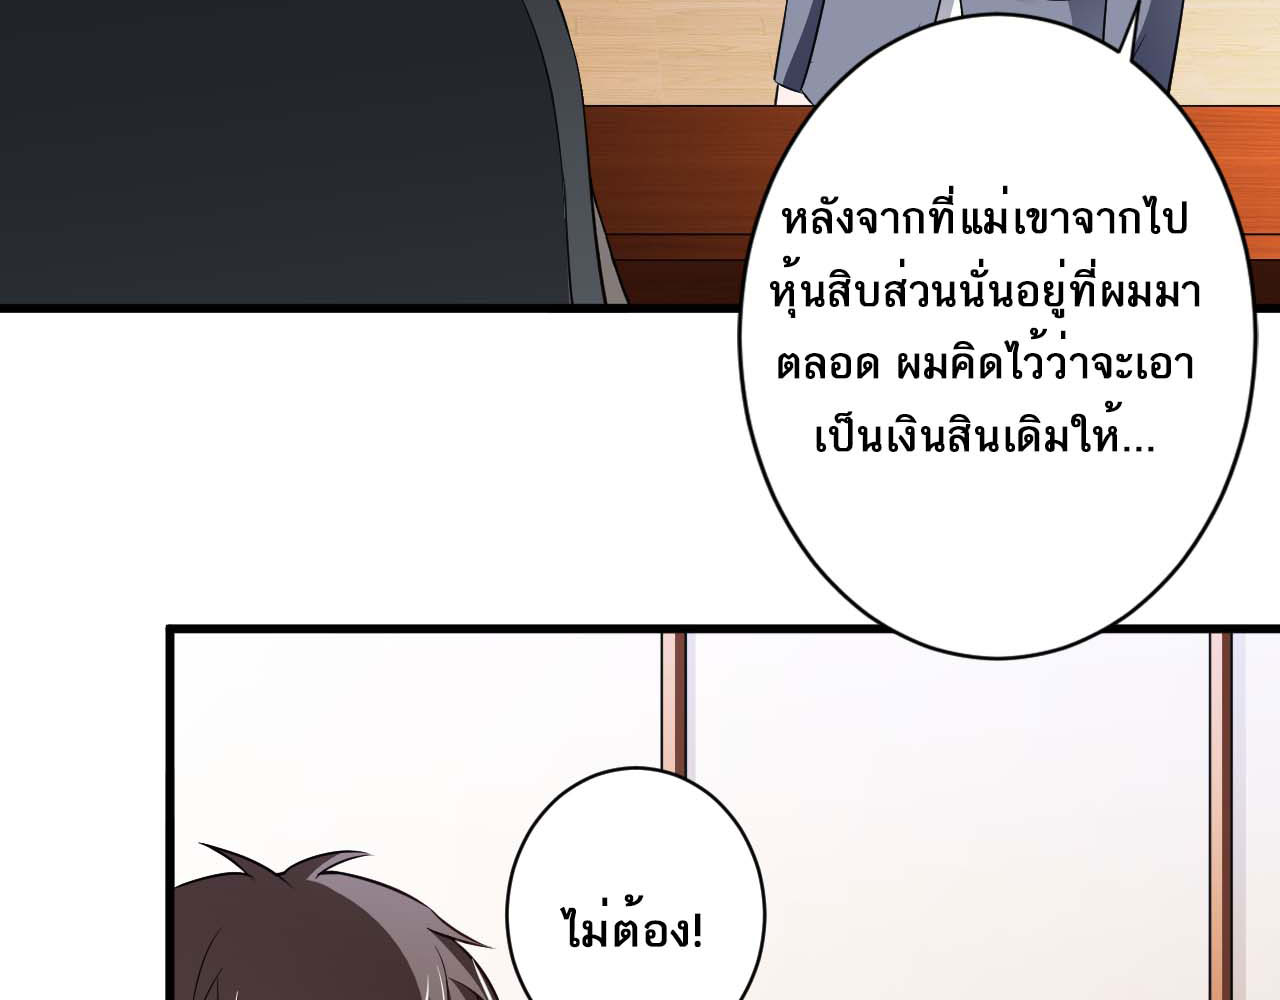 หลังจากที่แม่เขาจากไป
หุ้นสิบส่วนนั่นอยู่ที่ผมมา
ตลอด ผมคิดไว้ว่าจะเอา
เป็นเงินสินเดิมให้...
ไม่ต้อง!